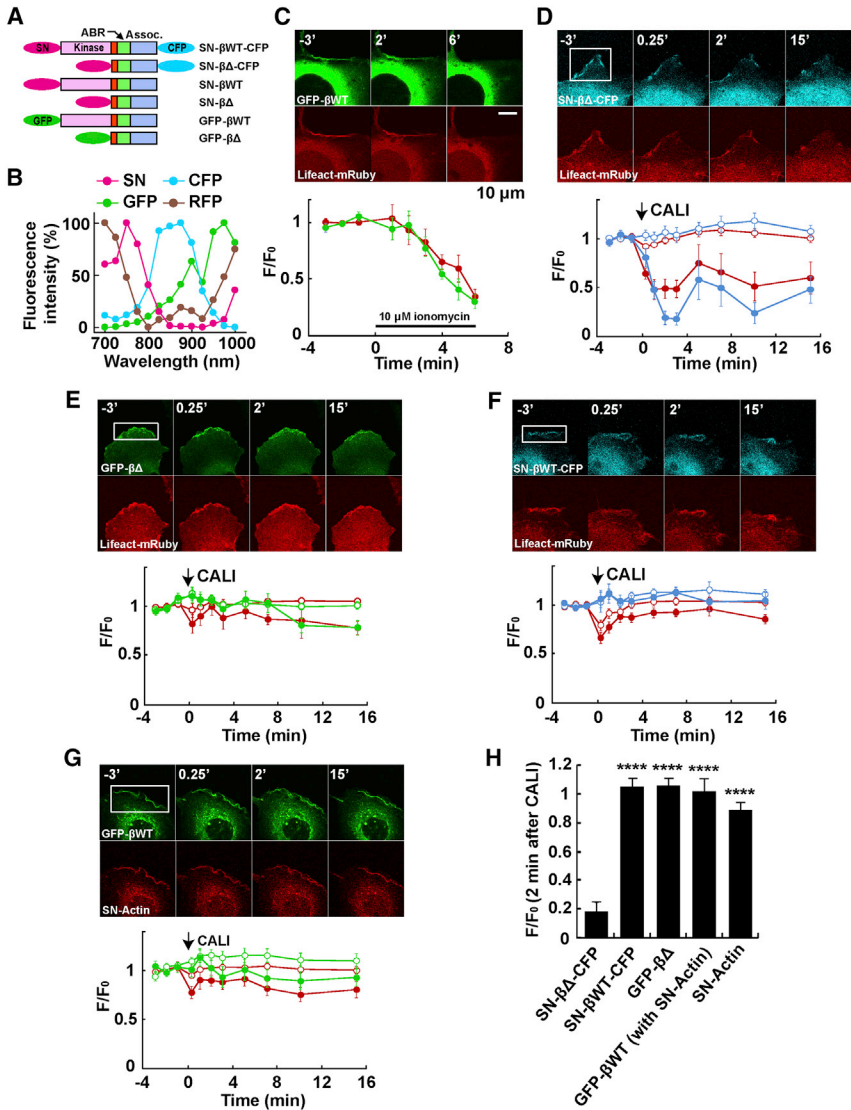 A
ABR
Assoc.
SN
Kinase
CFP
SN-βWT-CFP
SN-βΔ-CFP
SN-βWT
SN-βΔ
GFP
GFP-βWT
GFP-βΔ
B
SN
CFP
GFP
RFP
Fluorescence intensity (%)
100
50
0
700
800
900
1000
Wavelength (nm)
C
-3’
2’
6’
GFP-βWT
Lifeact-mRuby
10 µm
F/F₀
1
0.5
0
10 µM ionomycin
-4
0
4
8
Time (min)
D
-3’
0.25’
2’
15’
SN-βΔ-CFP
Lifeact-mRuby
CALI
F/F₀
1
0.5
0
-4
0
4
8
12
16
Time (min)
E
-3’
0.25’
2’
15’
GFP-βΔ
Lifeact-mRuby
CALI
F/F₀
1
0.5
0
-4
0
4
8
12
16
Time (min)
F
-3’
0.25’
2’
15’
SN-βWT-CFP
Lifeact-mRuby
CALI
F/F₀
1
0.5
0
-4
0
4
8
12
16
Time (min)
G
-3’
0.25’
2’
15’
GFP-βWT
SN-Actin
CALI
F/F₀
1
0.5
0
-4
0
4
8
12
16
Time (min)
H
F/F₀ (2 min after CALI)
1.2
1
0.8
0.6
0.4
0.2
0
****
****
****
****
SN-βΔ-CFP
SN-βWT-CFP
GFP-βΔ
GFP-βWT (with SN-Actin)
SN-Actin